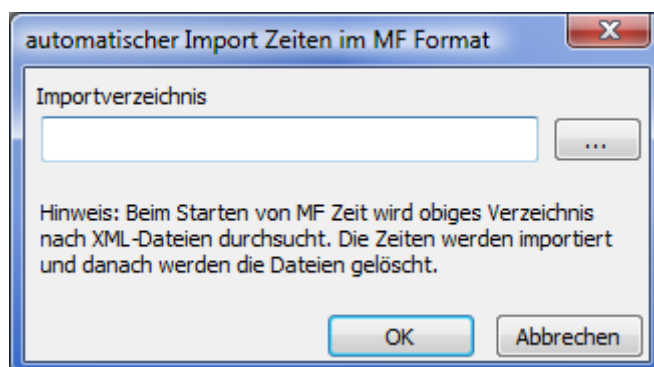 automatischer Import Zeiten im MF Format
Importverzeichnis
...
Hinweis: Beim Starten von MF Zeit wird obiges Verzeichnis
nach XML-Dateien durchsucht. Die Zeiten werden importiert
und danach werden die Dateien gelöscht.
OK
Abbrechen